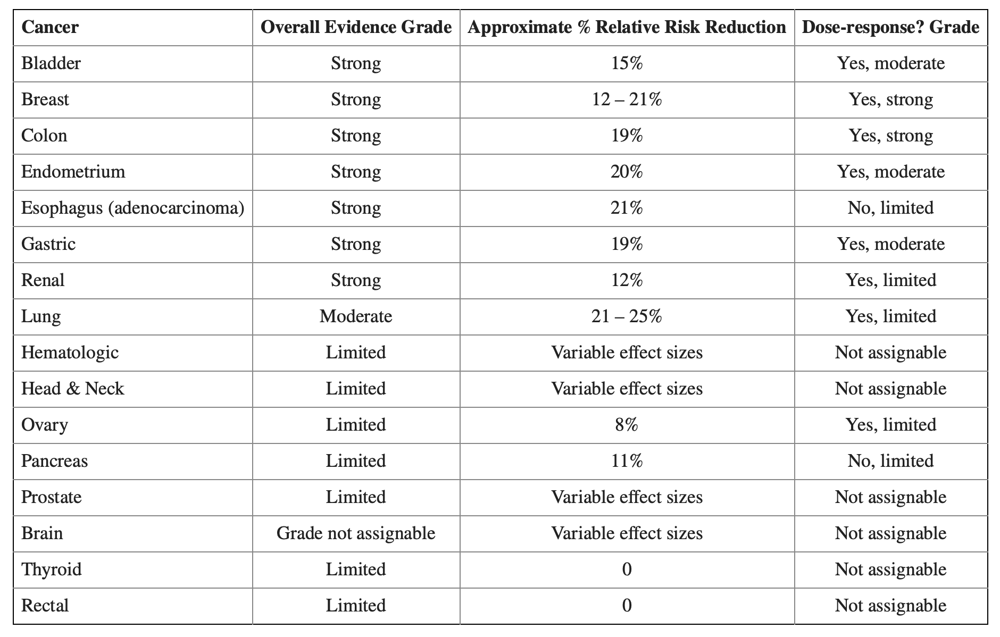 Cancer Overall Evidence Grade Approximate % Relative Risk Reduction Dose-response? Grade
Bladder Strong 15% Yes, moderate
Breast Strong 12 – 21% Yes, strong
Colon Strong 19% Yes, strong
Endometrium Strong 20% Yes, moderate
Esophagus (adenocarcinoma) Strong 21% No, limited
Gastric Strong 19% Yes, moderate
Renal Strong 12% Yes, limited
Lung Moderate 21 – 25% Yes, limited
Hematologic Limited Variable effect sizes Not assignable
Head & Neck Limited Variable effect sizes Not assignable
Ovary Limited 8% Yes, limited
Pancreas Limited 11% No, limited
Prostate Limited Variable effect sizes Not assignable
Brain Grade not assignable Variable effect sizes Not assignable
Thyroid Limited 0 Not assignable
Rectal Limited 0 Not assignable